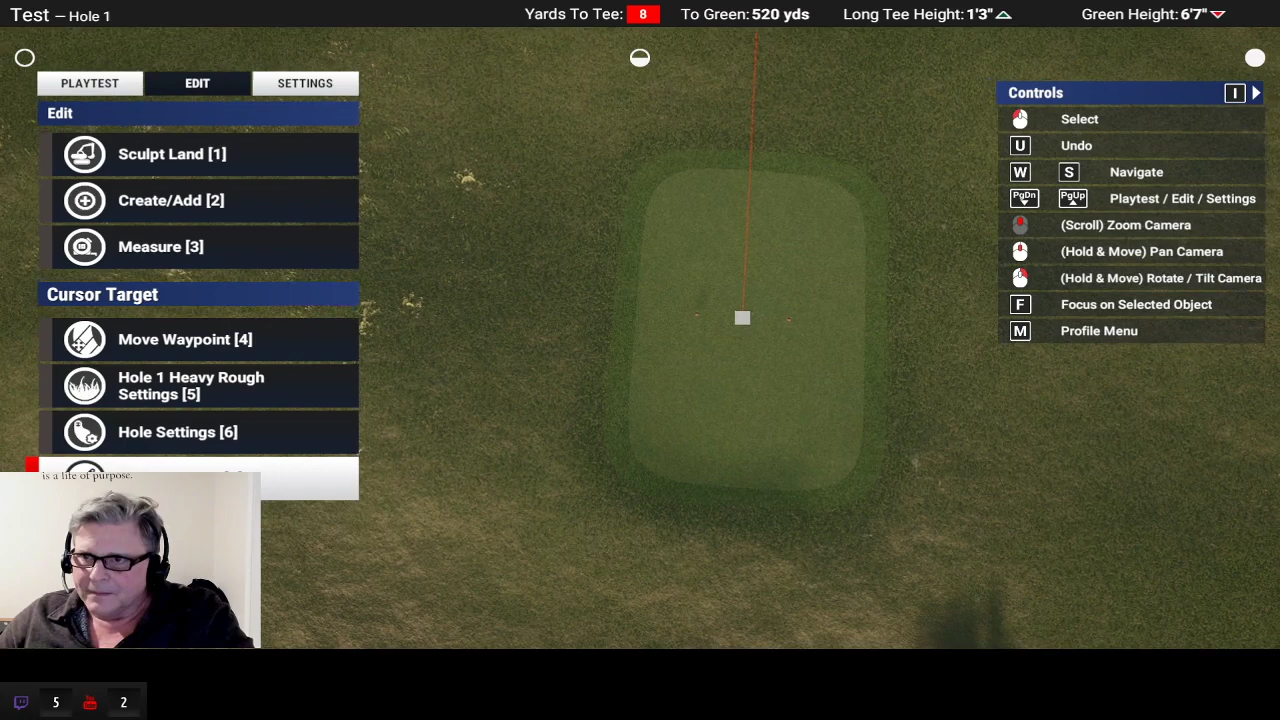 Test — Hole 1
Yards To Tee: 8
To Green: 520 yds
Long Tee Height: 1'3"
Green Height: 6'7"
PLAYTEST
EDIT
SETTINGS
Edit
Sculpt Land [1]
Create/Add [2]
Measure [3]
Cursor Target
Move Waypoint [4]
Hole 1 Heavy Rough
Settings [5]
Hole Settings [6]
is a life of purpose.
Controls I
Select
U Undo
W S Navigate
PgDn PgUp Playtest / Edit / Settings
(Scroll) Zoom Camera
(Hold & Move) Pan Camera
(Hold & Move) Rotate / Tilt Camera
F Focus on Selected Object
M Profile Menu
5
You Tube 2